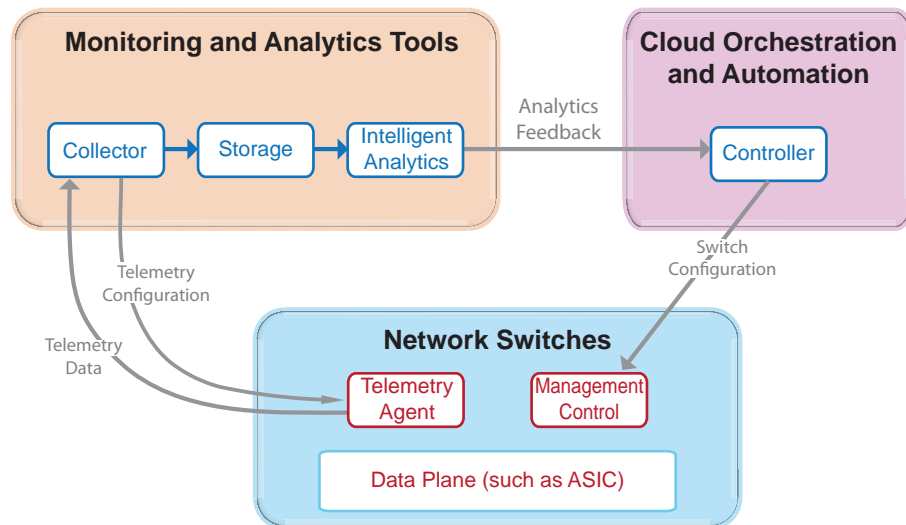 Monitoring and Analytics Tools
Cloud Orchestration
and Automation
Collector
Storage
Intelligent
Analytics
Analytics
Feedback
Controller
Telemetry
Configuration
Switch
Configuration
Telemetry
Data
Network Switches
Telemetry
Agent
Management
Control
Data Plane (such as ASIC)